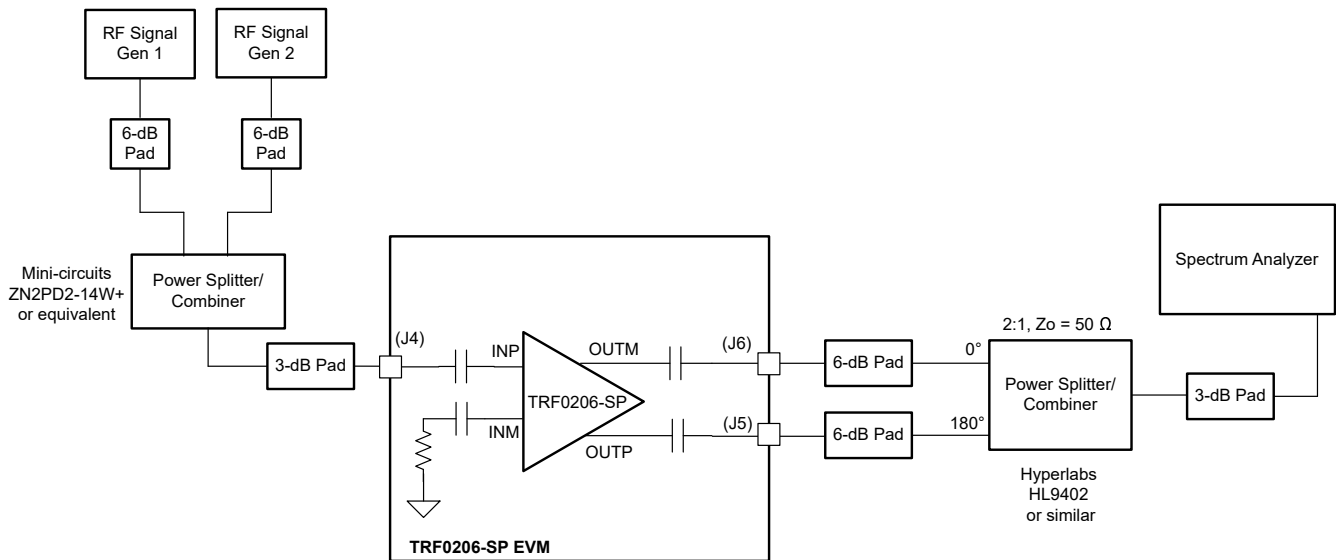 RF Signal
Gen 1
RF Signal
Gen 2
6-dB
Pad
6-dB
Pad
Mini-circuits
ZN2PD2-14W+
or equivalent
Power Splitter/
Combiner
3-dB Pad
(J4)
INP
INM
TRF0206-SP
OUTM
OUTP
(J6)
(J5)
TRF0206-SP EVM
6-dB Pad
6-dB Pad
0°
180°
2:1, Zo = 50 Ω
Power Splitter/
Combiner
Hyperlabs
HL9402
or similar
3-dB Pad
Spectrum Analyzer